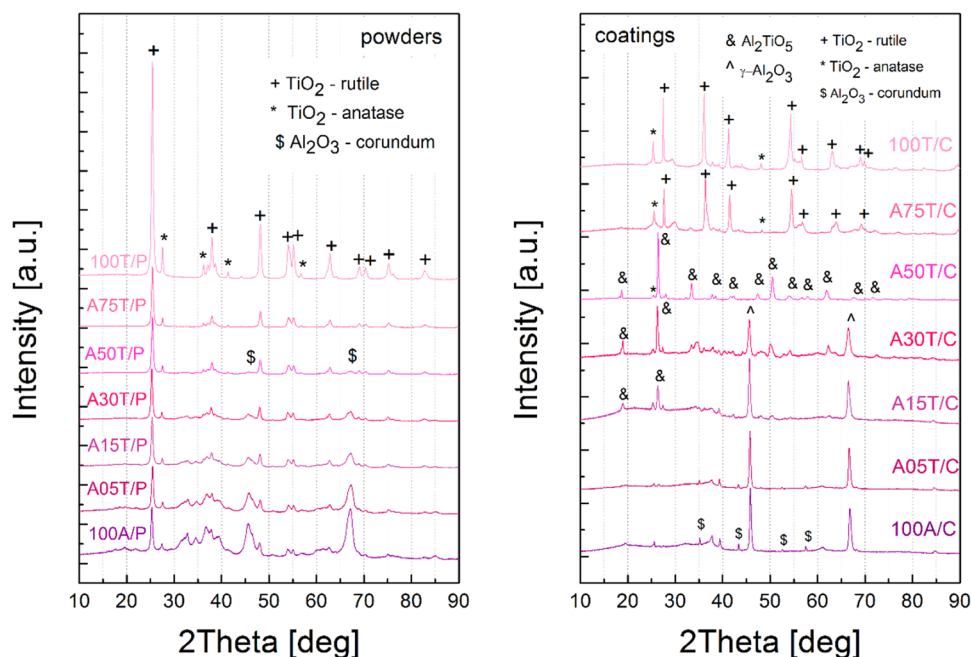 powders
+ TiO2 - rutile
* TiO2 - anatase
$ Al2O3 - corundum
+
*
+
+
+ +
+
+ +
+
+
*
*
*
100T/P
A75T/P
A50T/P
$
$
A30T/P
A15T/P
A05T/P
100A/P
10 20 30 40 50 60 70 80 90
2Theta [deg]
Intensity [a.u.]
coatings
& Al2TiO5
+ TiO2 - rutile
^ γ-Al2O3
* TiO2 - anatase
$ Al2O3 - corundum
+ + + + + + + +
* *
100T/C
+ + + + + + +
* *
A75T/C
& & & & & & & & & & &
*
A50T/C
& & ^ ^
A30T/C
& &
A15T/C
A05T/C
$ $ $ $
100A/C
10 20 30 40 50 60 70 80 90
2Theta [deg]
Intensity [a.u.]